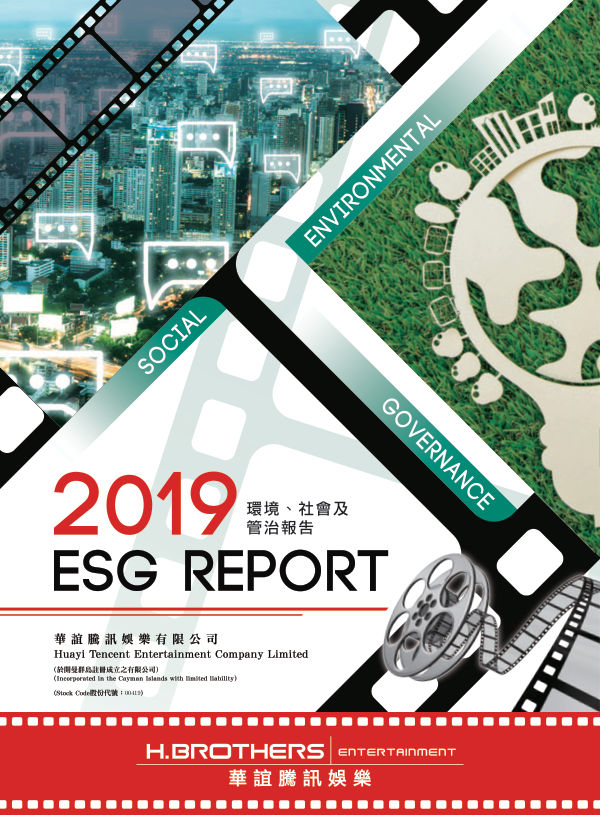 ENVIRONMENTAL
SOCIAL
GOVERNANCE
2019
環境、社會及
管治報告
ESG REPORT
華誼騰訊娛樂有限公司
Huayi Tencent Entertainment Company Limited
(於開曼群島註冊成立之有限公司)
(Incorporated in the Cayman Islands with limited liability)
(Stock Code股份代號：00419)
H.BROTHERS ENTERTAINMENT
華誼騰訊娛樂